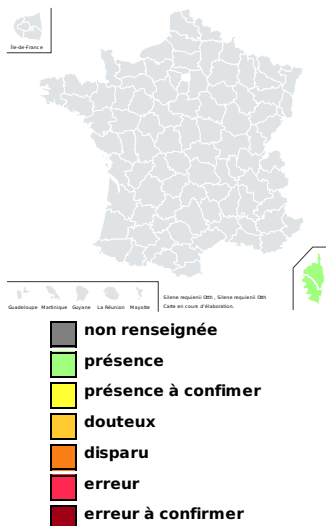 Île-de-France
Guadeloupe Martinique Guyane La Réunion Mayotte
Silene requienii Otth , Silene requienii Otth
Carte en cours d'élaboration.
non renseignée
présence
présence à confimer
douteux
disparu
erreur
erreur à confirmer